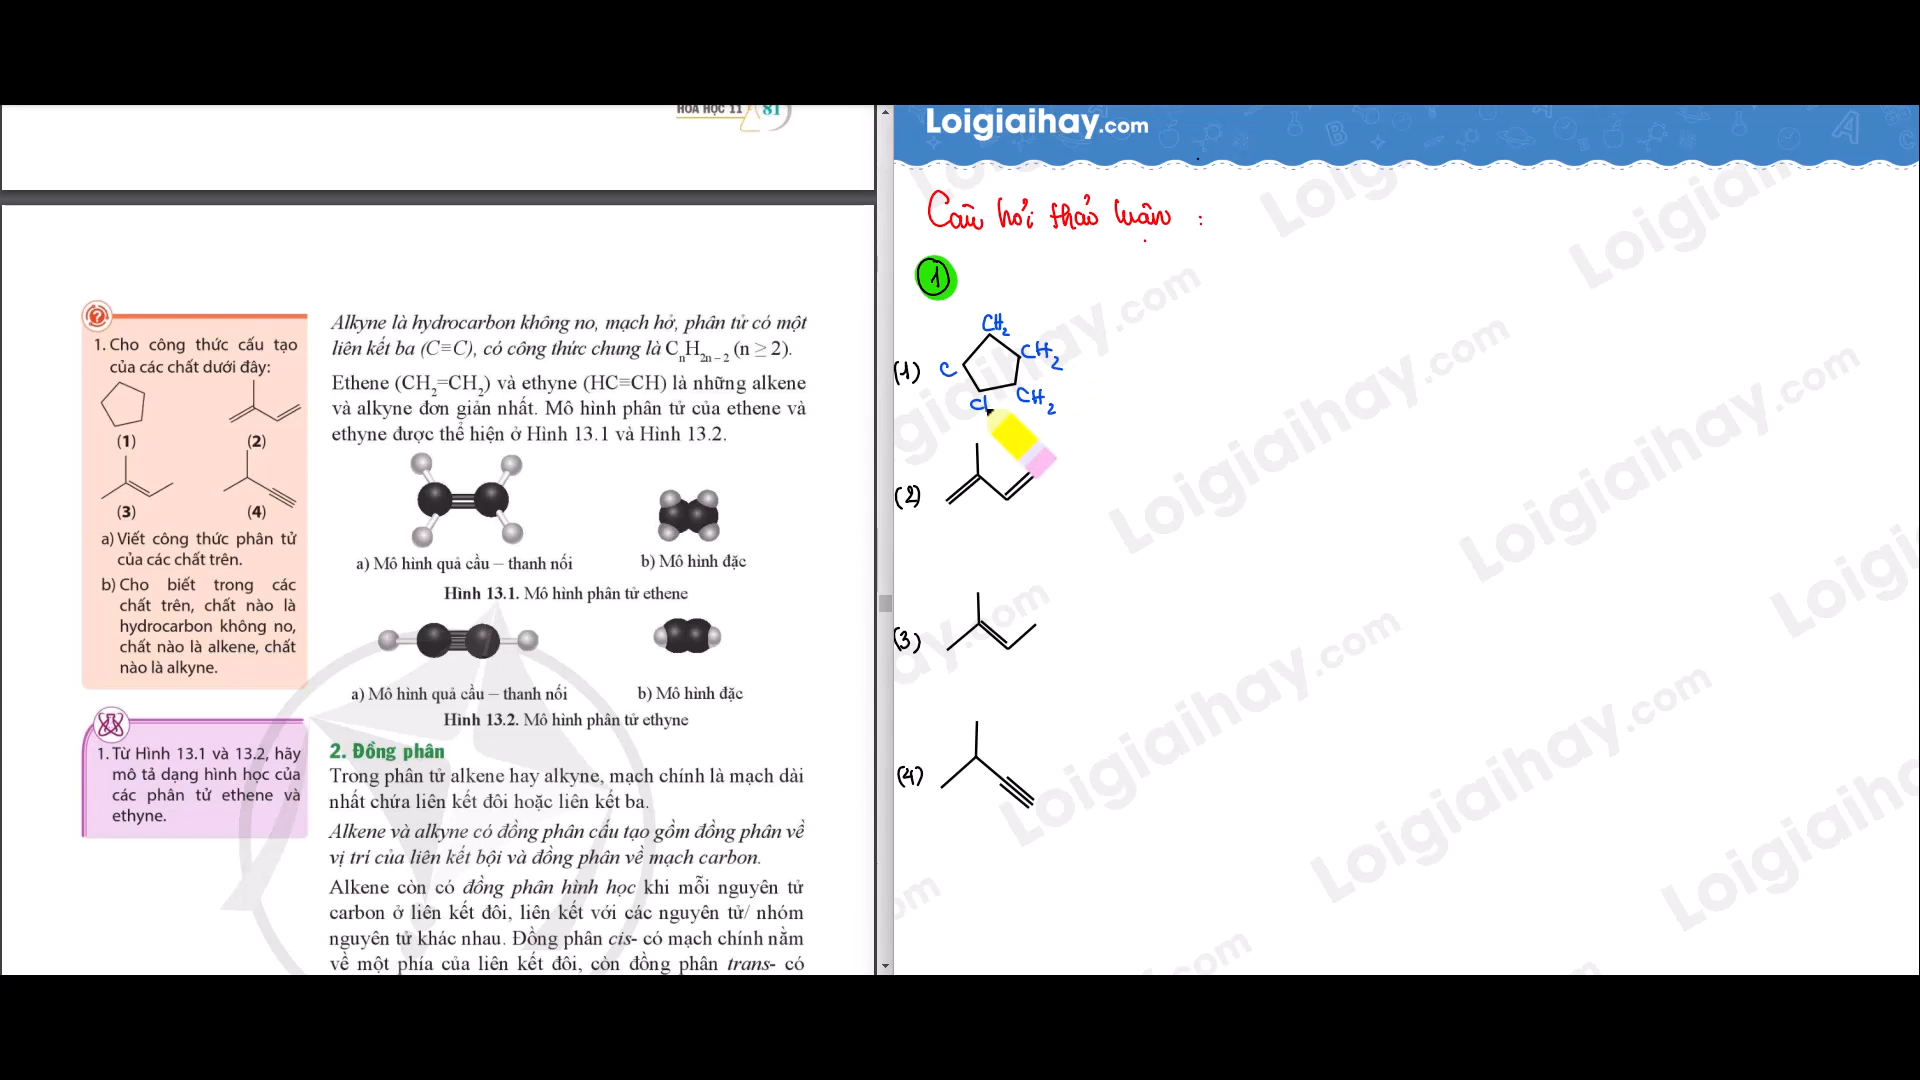 HÓA HỌC 11 81
1. Cho công thức cấu tạo
của các chất dưới đây:
(1) (2)
(3) (4)
a) Viết công thức phân tử
của các chất trên.
b) Cho biết trong các
chất trên, chất nào là
hydrocarbon không no,
chất nào là alkene, chất
nào là alkyne.
1. Từ Hình 13.1 và 13.2, hãy
mô tả dạng hình học của
các phân tử ethene và
ethyne.
Alkyne là hydrocarbon không no, mạch hở, phân tử có một
liên kết ba (C≡C), có công thức chung là CₙH₂ₙ₋₂ (n ≥ 2).
Ethene (CH₂=CH₂) và ethyne (HC≡CH) là những alkene
và alkyne đơn giản nhất. Mô hình phân tử của ethene và
ethyne được thể hiện ở Hình 13.1 và Hình 13.2.
a) Mô hình quả cầu – thanh nối b) Mô hình đặc
Hình 13.1. Mô hình phân tử ethene
a) Mô hình quả cầu – thanh nối b) Mô hình đặc
Hình 13.2. Mô hình phân tử ethyne
2. Đồng phân
Trong phân tử alkene hay alkyne, mạch chính là mạch dài
nhất chứa liên kết đôi hoặc liên kết ba.
Alkene và alkyne có đồng phân cấu tạo gồm đồng phân về
vị trí của liên kết bội và đồng phân về mạch carbon.
Alkene còn có đồng phân hình học khi mỗi nguyên tử
carbon ở liên kết đôi, liên kết với các nguyên tử/ nhóm
nguyên tử khác nhau. Đồng phân cis- có mạch chính nằm
về một phía của liên kết đôi, còn đồng phân trans- có
Loigiaihay.com
Câu hỏi thảo luận :
1
(1)
CH₂
CH₂
C
CH₂
(2)
(3)
(4)